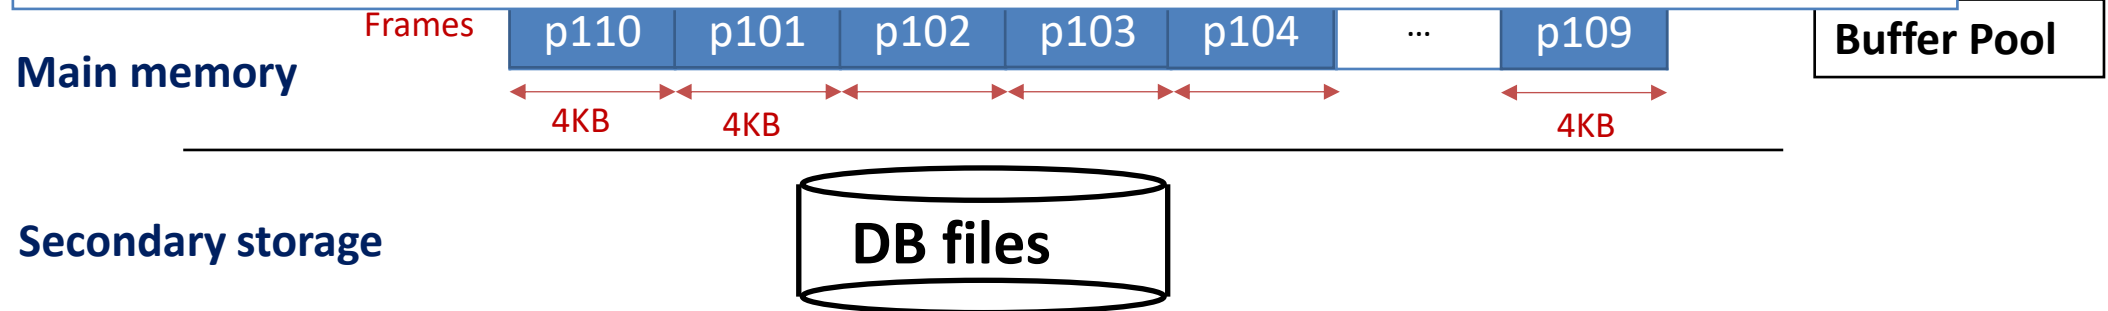 Frames p110 p101 p102 p103 p104 ... p109 Buffer Pool
Main memory
4KB 4KB 4KB
Secondary storage DB files